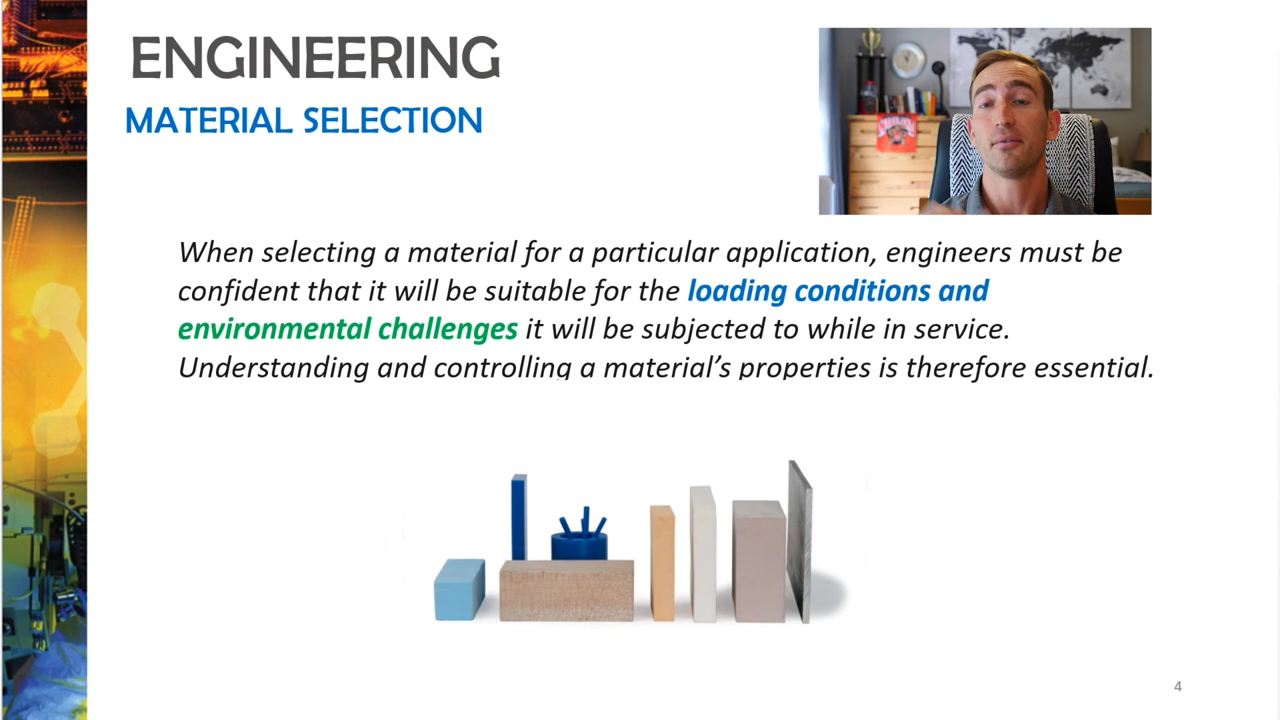 ENGINEERING
MATERIAL SELECTION
When selecting a material for a particular application, engineers must be
confident that it will be suitable for the loading conditions and
environmental challenges it will be subjected to while in service.
Understanding and controlling a material’s properties is therefore essential.
4